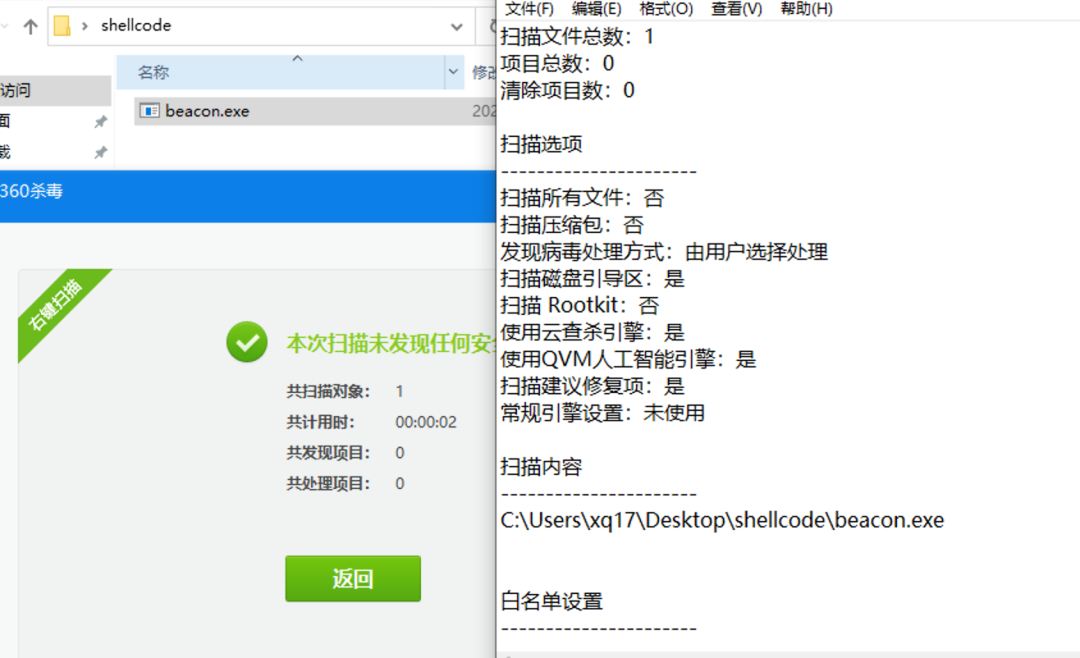 shellcode
名称
修改
访问
面
beacon.exe
202
载
360杀毒
右键扫描
本次扫描未发现任何安全
共扫描对象： 1
共计用时： 00:00:02
共发现项目： 0
共处理项目： 0
返回
文件(F) 编辑(E) 格式(O) 查看(V) 帮助(H)
扫描文件总数：1
项目总数：0
清除项目数：0
扫描选项
----------------------
扫描所有文件：否
扫描压缩包：否
发现病毒处理方式：由用户选择处理
扫描磁盘引导区：是
扫描 Rootkit：否
使用云查杀引擎：是
使用QVM人工智能引擎：是
扫描建议修复项：是
常规引擎设置：未使用
扫描内容
----------------------
C:\Users\xq17\Desktop\shellcode\beacon.exe
白名单设置
----------------------